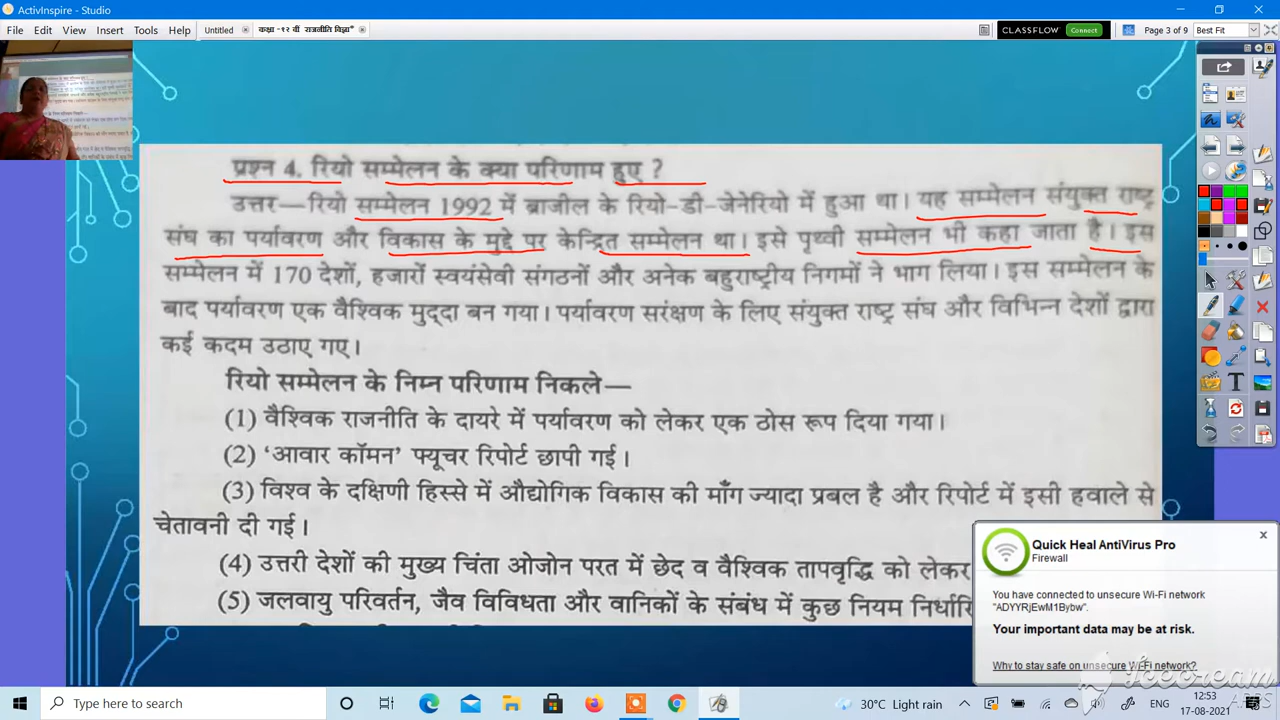 ActivInspire - Studio
File Edit View Insert Tools Help Untitled कक्षा -१२ वीं राजनीति विज्ञा* CLASSFLOW Connect Page 3 of 9 Best Fit
प्रश्न 4. रियो सम्मेलन के क्या परिणाम हुए ?
उत्तर—रियो सम्मेलन 1992 में ब्राजील के रियो-डी-जेनेरियो में हुआ था। यह सम्मेलन संयुक्त राष्ट्र
संघ का पर्यावरण और विकास के मुद्दे पर केन्द्रित सम्मेलन था। इसे पृथ्वी सम्मेलन भी कहा जाता है। इस
सम्मेलन में 170 देशों, हजारों स्वयंसेवी संगठनों और अनेक बहुराष्ट्रीय निगमों ने भाग लिया। इस सम्मेलन के
बाद पर्यावरण एक वैश्विक मुद्दा बन गया। पर्यावरण सरंक्षण के लिए संयुक्त राष्ट्र संघ और विभिन्न देशों द्वारा
कई कदम उठाए गए।
रियो सम्मेलन के निम्न परिणाम निकले—
(1) वैश्विक राजनीति के दायरे में पर्यावरण को लेकर एक ठोस रूप दिया गया।
(2) ‘आवार कॉमन’ फ्यूचर रिपोर्ट छापी गई।
(3) विश्व के दक्षिणी हिस्से में औद्योगिक विकास की माँग ज्यादा प्रबल है और रिपोर्ट में इसी हवाले से
चेतावनी दी गई।
(4) उत्तरी देशों की मुख्य चिंता ओजोन परत में छेद व वैश्विक तापवृद्धि को लेकर
(5) जलवायु परिवर्तन, जैव विविधता और वानिकों के संबंध में कुछ नियम
Quick Heal AntiVirus Pro
Firewall
You have connected to unsecure Wi-Fi network
"ADYYRjEwM1Bybw".
Your important data may be at risk.
Why to stay safe on unsecure Wi-Fi network?
Icecream
APPS
Type here to search 30°C Light rain ENG 12:53
17-08-2021